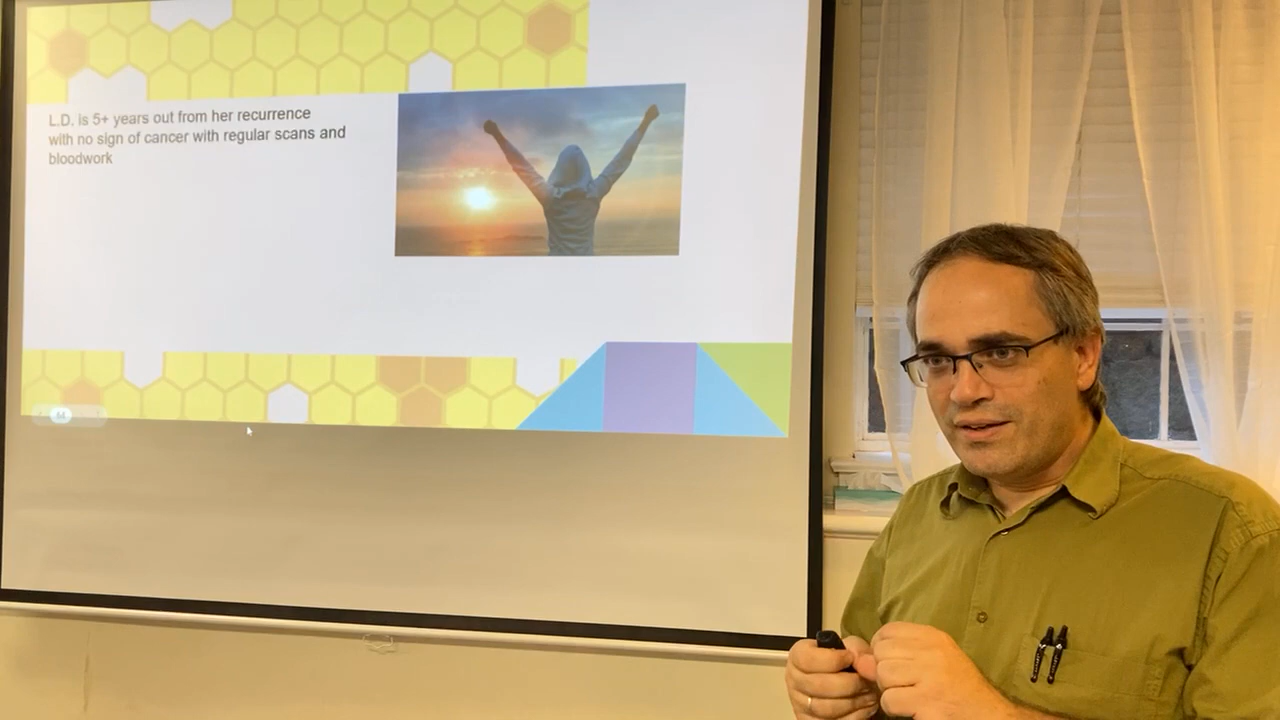 L.D. is 5+ years out from her recurrence
with no sign of cancer with regular scans and
bloodwork